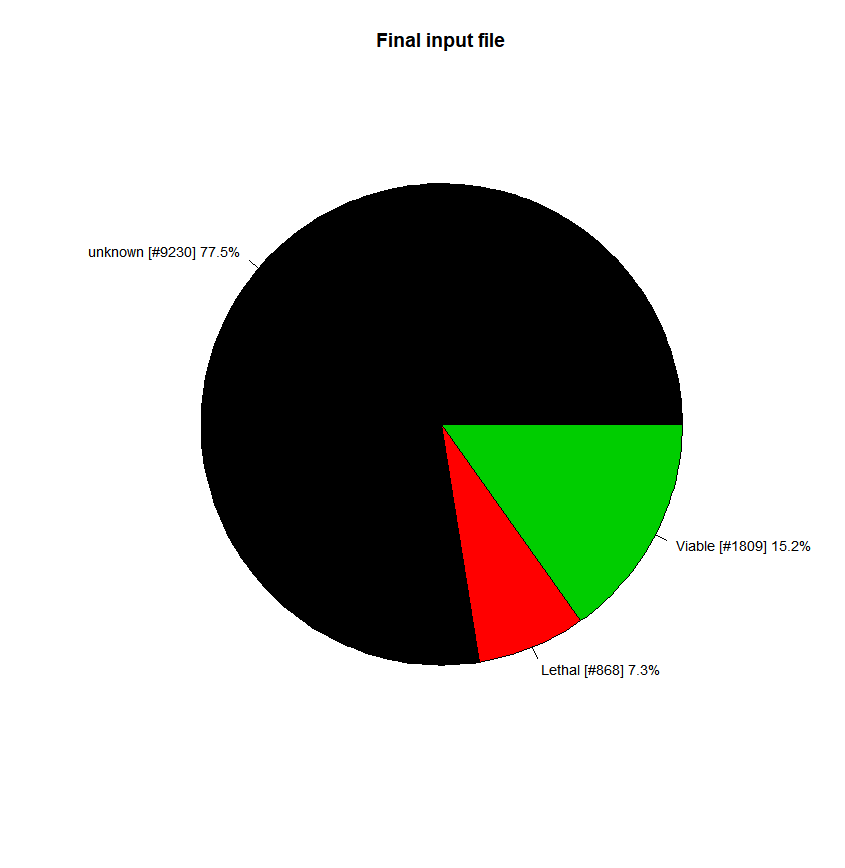 Final input file
unknown [#9230] 77.5%
Viable [#1809] 15.2%
Lethal [#868] 7.3%